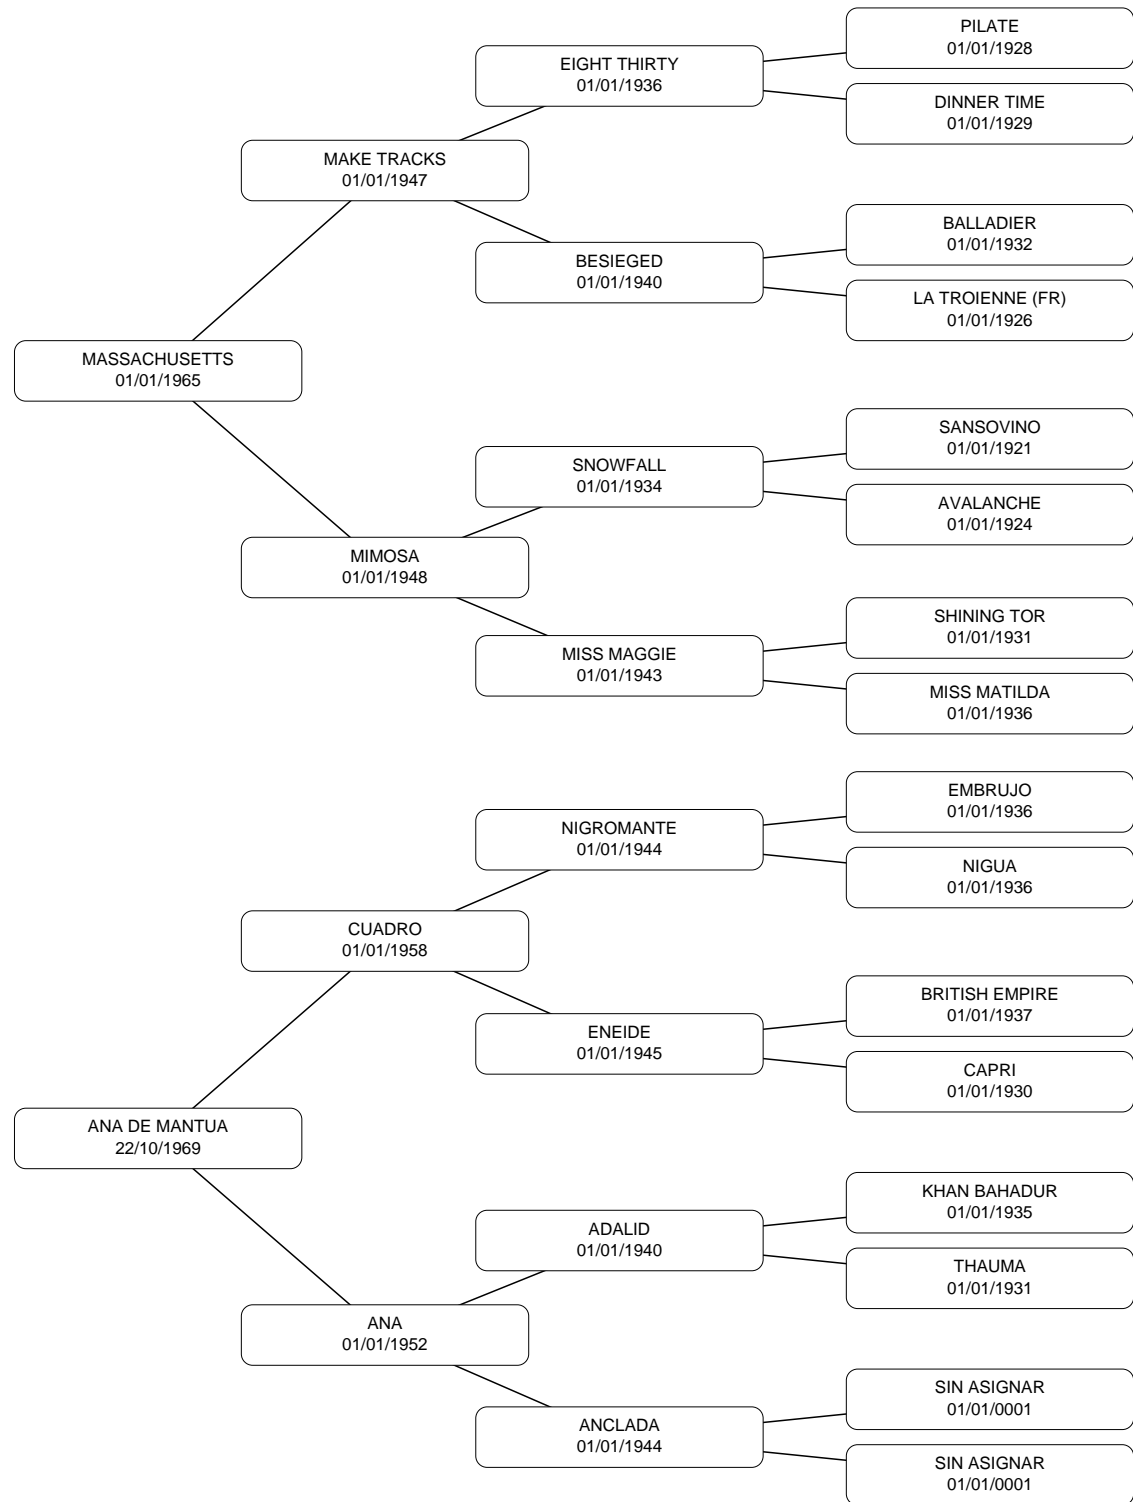 PILATE
01/01/1928
EIGHT THIRTY
01/01/1936
DINNER TIME
01/01/1929
MAKE TRACKS
01/01/1947
BALLADIER
01/01/1932
BESIEGED
01/01/1940
LA TROIENNE (FR)
01/01/1926
MASSACHUSETTS
01/01/1965
SANSOVINO
01/01/1921
SNOWFALL
01/01/1934
AVALANCHE
01/01/1924
MIMOSA
01/01/1948
SHINING TOR
01/01/1931
MISS MAGGIE
01/01/1943
MISS MATILDA
01/01/1936
EMBRUJO
01/01/1936
NIGROMANTE
01/01/1944
NIGUA
01/01/1936
CUADRO
01/01/1958
BRITISH EMPIRE
01/01/1937
ENEIDE
01/01/1945
CAPRI
01/01/1930
ANA DE MANTUA
22/10/1969
KHAN BAHADUR
01/01/1935
ADALID
01/01/1940
THAUMA
01/01/1931
ANA
01/01/1952
SIN ASIGNAR
01/01/0001
ANCLADA
01/01/1944
SIN ASIGNAR
01/01/0001